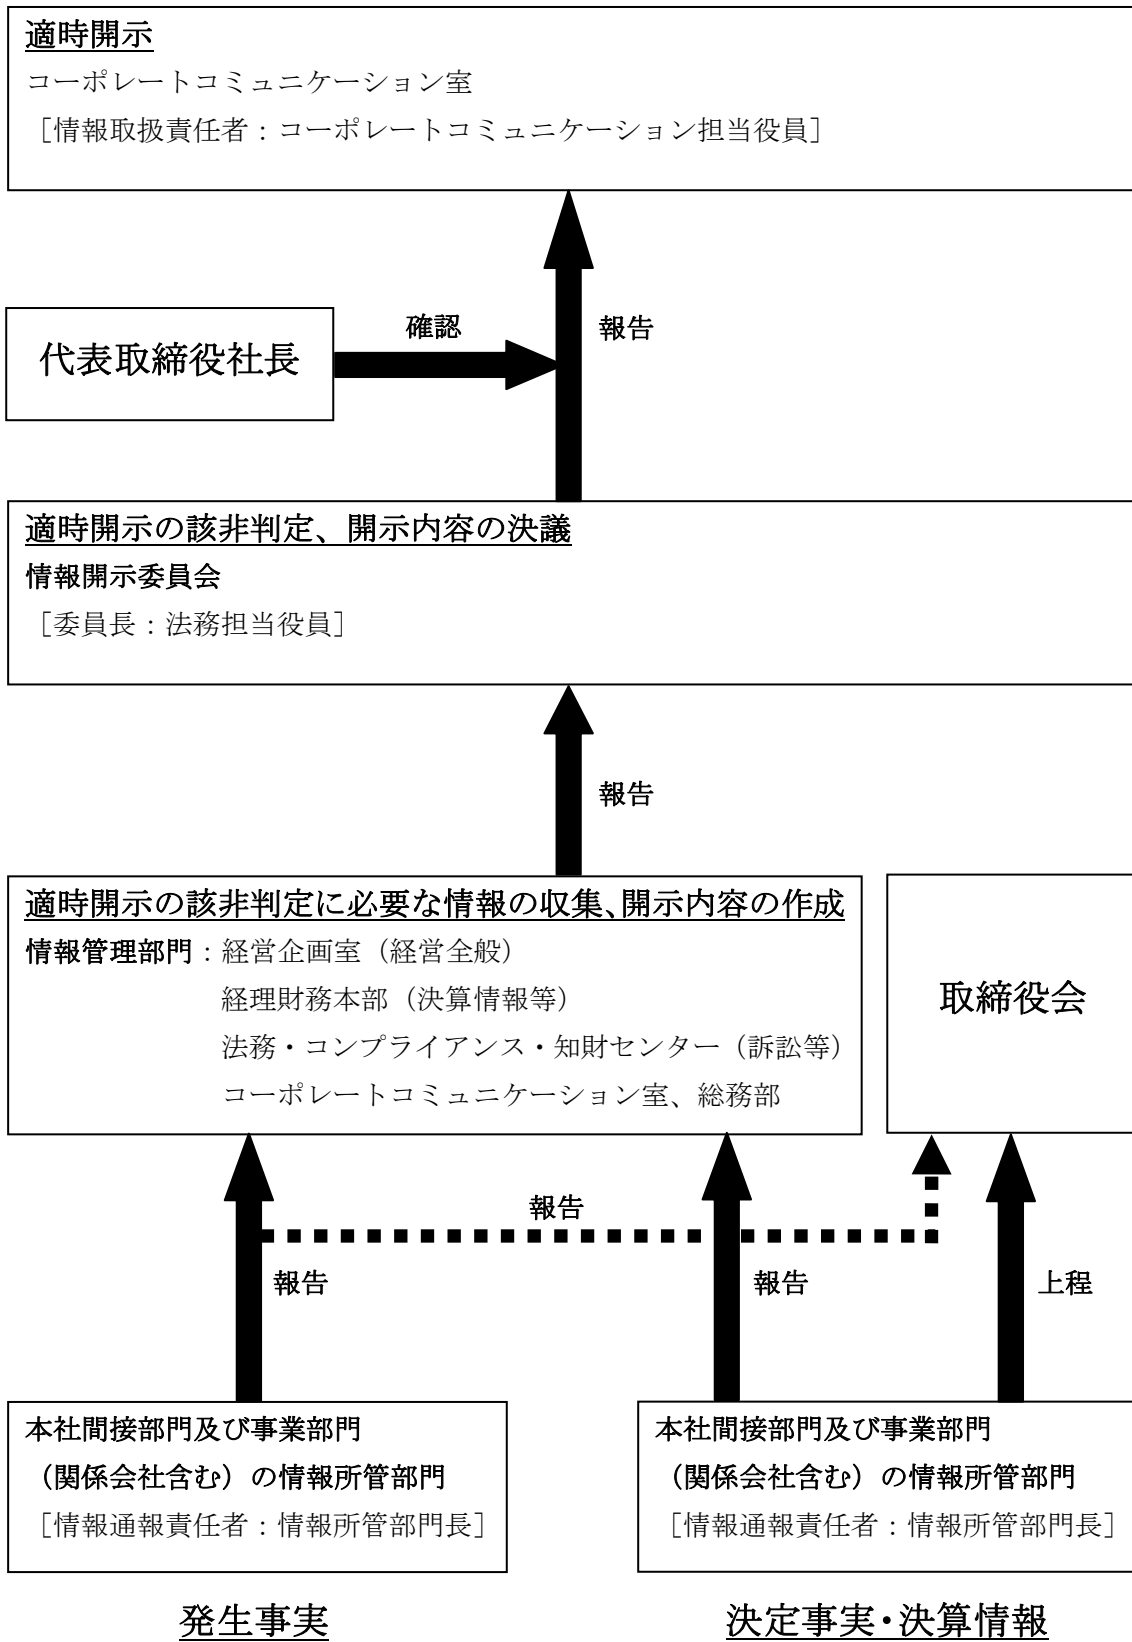 適時開示
コーポレートコミュニケーション室
［情報取扱責任者：コーポレートコミュニケーション担当役員］
確認
報告
代表取締役社長
適時開示の該非判定、開示内容の決議
情報開示委員会
［委員長：法務担当役員］
報告
適時開示の該非判定に必要な情報の収集、開示内容の作成
情報管理部門：経営企画室（経営全般）
経理財務本部（決算情報等）
法務・コンプライアンス・知財センター（訴訟等）
コーポレートコミュニケーション室、総務部
取締役会
報告
報告
報告
上程
本社間接部門及び事業部門
（関係会社含む）の情報所管部門
［情報通報責任者：情報所管部門長］
本社間接部門及び事業部門
（関係会社含む）の情報所管部門
［情報通報責任者：情報所管部門長］
発生事実
決定事実・決算情報